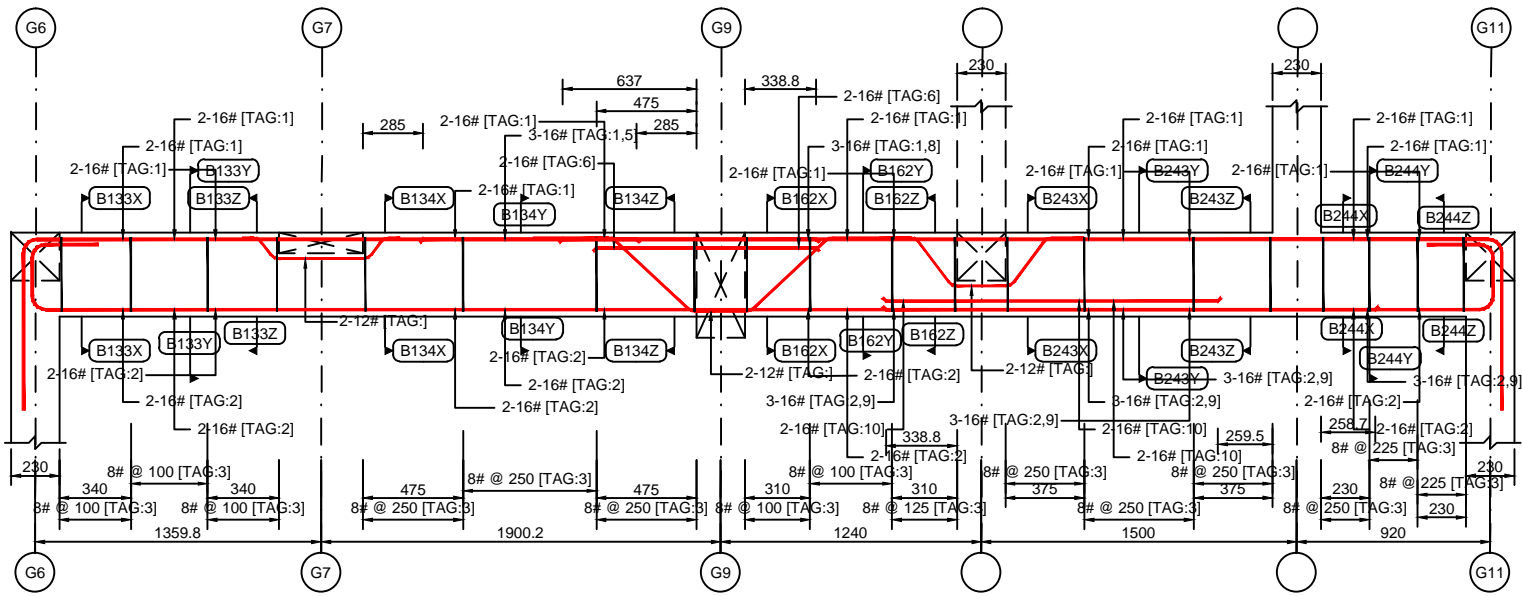 G6
G7
G9
G11
230
230
637
338.8
475
285
285
2-16# [TAG:6]
2-16# [TAG:1]
2-16# [TAG:1]
3-16# [TAG:1,5]
2-16# [TAG:1]
2-16# [TAG:1]
2-16# [TAG:1]
2-16# [TAG:1]
2-16# [TAG:6]
3-16# [TAG:1,8]
2-16# [TAG:1]
2-16# [TAG:1]
2-16# [TAG:1]
2-16# [TAG:1]
2-16# [TAG:1]
2-16# [TAG:1]
2-16# [TAG:1]
B133Y
B162Y
B243Y
B244Y
B133X
B133Z
B134X
B134Y
B134Z
B162X
B162Z
B243X
B243Z
B244X
B244Z
B133X
B133Y
B133Z
2-12# [TAG:]
B134X
B134Y
B134Z
B162X
B162Y
B162Z
B243X
B243Y
B243Z
B244X
B244Y
B244Z
2-16# [TAG:2]
2-16# [TAG:2]
2-12# [TAG:]
2-16# [TAG:2]
2-12# [TAG:]
3-16# [TAG:2,9]
3-16# [TAG:2,9]
2-16# [TAG:2]
2-16# [TAG:2]
2-16# [TAG:2]
3-16# [TAG:2,9]
3-16# [TAG:2,9]
2-16# [TAG:2]
2-16# [TAG:2]
2-16# [TAG:10]
3-16# [TAG:2,9]
2-16# [TAG:10]
2-16# [TAG:2]
338.8
2-16# [TAG:2]
2-16# [TAG:10]
259.5
258.7
230
8# @ 100 [TAG:3]
8# @ 250 [TAG:3]
8# @ 100 [TAG:3]
8# @ 250 [TAG:3]
8# @ 250 [TAG:3]
8# @ 225 [TAG:3]
230
340
340
475
475
310
310
375
375
230
8# @ 225 [TAG:3]
8# @ 100 [TAG:3]
8# @ 100 [TAG:3]
8# @ 250 [TAG:3]
8# @ 250 [TAG:3]
8# @ 100 [TAG:3]
8# @ 125 [TAG:3]
8# @ 250 [TAG:3]
8# @ 250 [TAG:3]
230
1359.8
1900.2
1240
1500
920
G6
G7
G9
G11